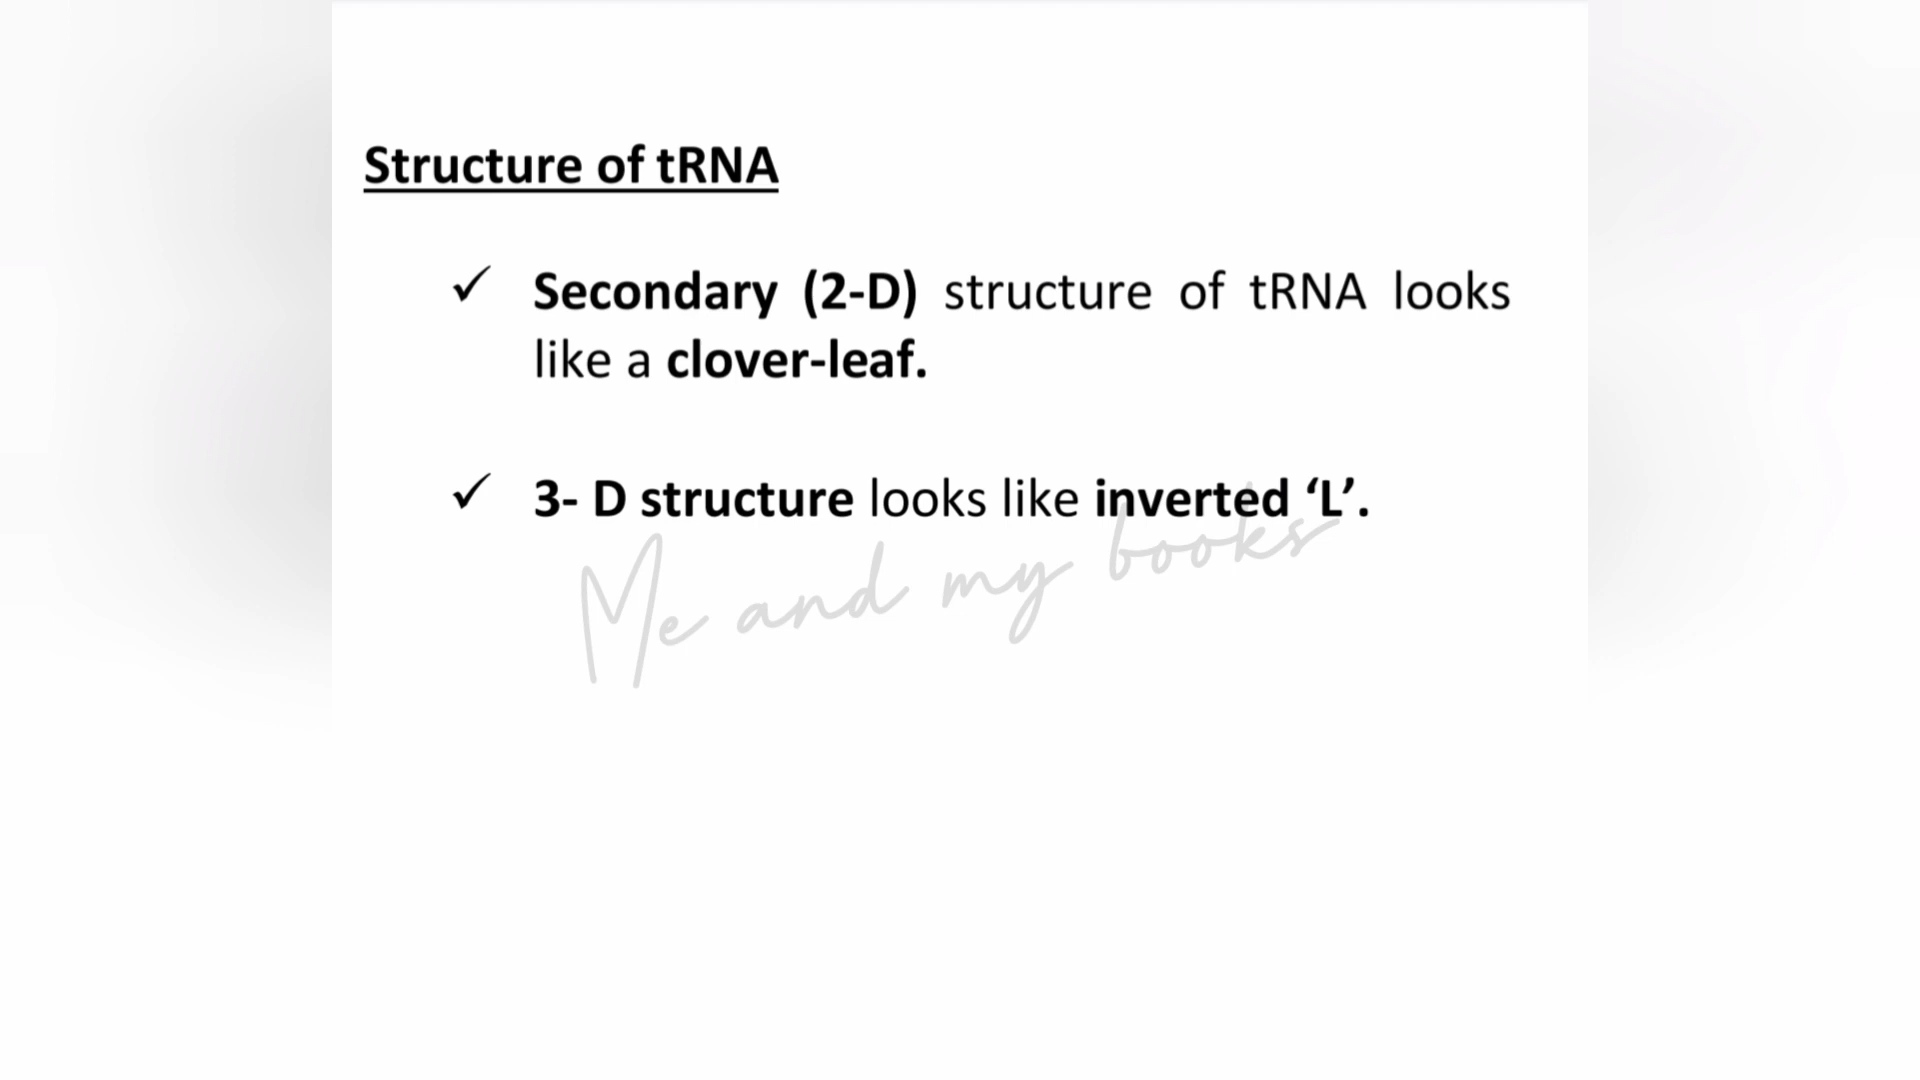 Structure of tRNA
✓ Secondary (2-D) structure of tRNA looks
like a clover-leaf.
✓ 3- D structure looks like inverted ‘L’.
Me and my books